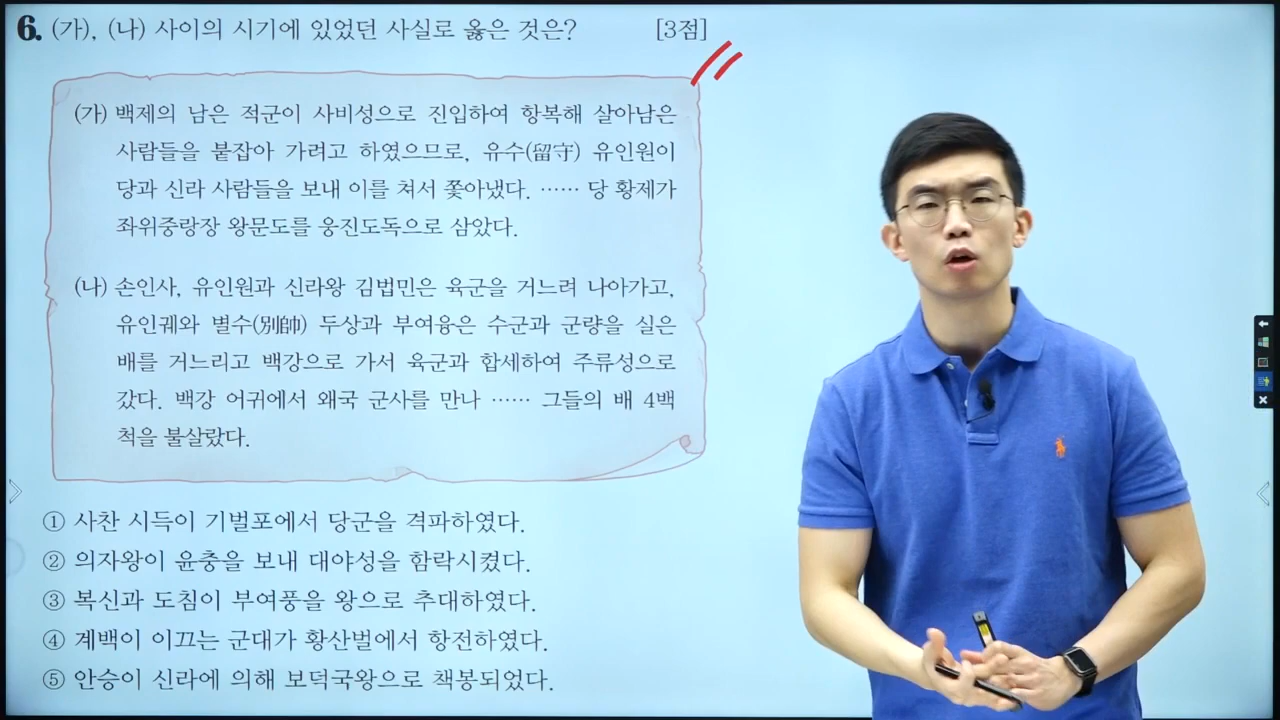 6. (가), (나) 사이의 시기에 있었던 사실로 옳은 것은? [3점]
(가) 백제의 남은 적군이 사비성으로 진입하여 항복해 살아남은
사람들을 붙잡아 가려고 하였으므로, 유수(留守) 유인원이
당과 신라 사람들을 보내 이를 쳐서 쫓아냈다. …… 당 황제가
좌위중랑장 왕문도를 웅진도독으로 삼았다.
(나) 손인사, 유인원과 신라왕 김법민은 육군을 거느려 나아가고,
유인궤와 별수(別帥) 두상과 부여융은 수군과 군량을 실은
배를 거느리고 백강으로 가서 육군과 합세하여 주류성으로
갔다. 백강 어귀에서 왜국 군사를 만나 …… 그들의 배 4백
척을 불살랐다.
① 사찬 시득이 기벌포에서 당군을 격파하였다.
② 의자왕이 윤충을 보내 대야성을 함락시켰다.
③ 복신과 도침이 부여풍을 왕으로 추대하였다.
④ 계백이 이끄는 군대가 황산벌에서 항전하였다.
⑤ 안승이 신라에 의해 보덕국왕으로 책봉되었다.